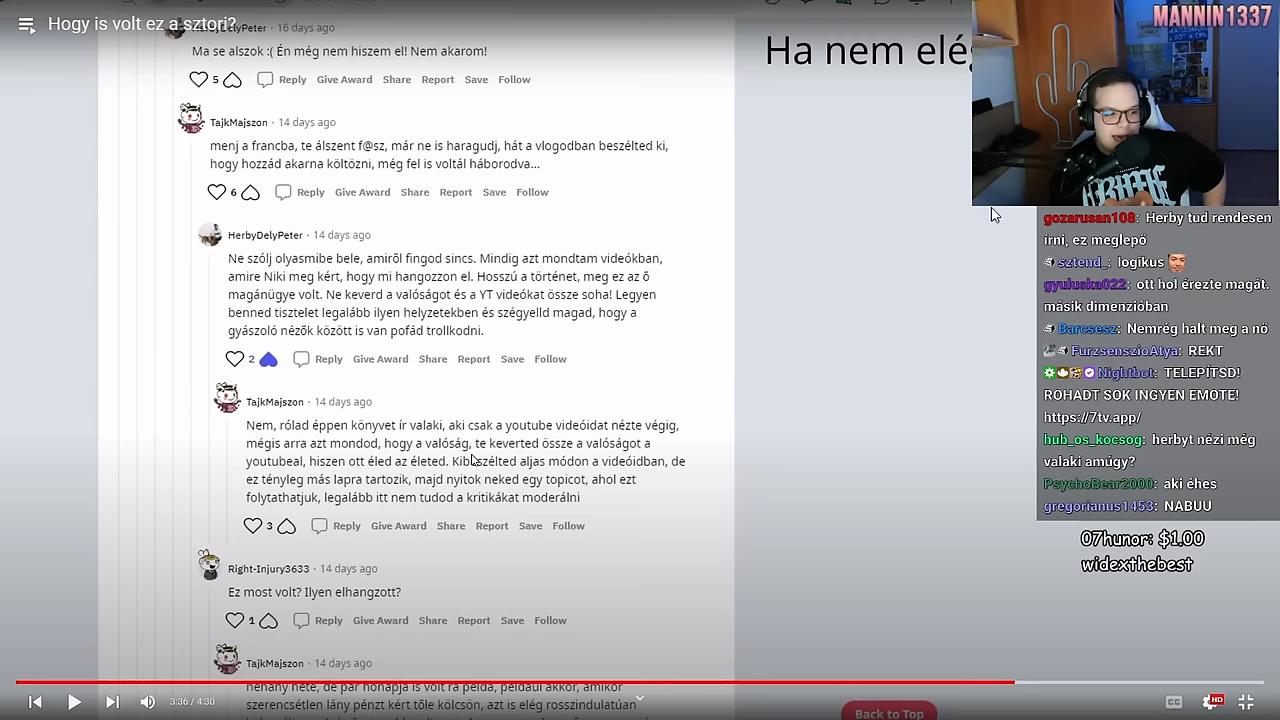 Hogy is volt ez a sztori?
DelyPeter · 16 days ago
Ma se alszok :( Én még nem hiszem el! Nem akarom!
5 Reply Give Award Share Report Save Follow
TajkMajszon · 14 days ago
menj a francba, te álszent f@sz, már ne is haragudj, hát a vlogodban beszélted ki,
hogy hozzád akarna költözni, még fel is voltál háborodva...
6 Reply Give Award Share Report Save Follow
HerbyDelyPeter · 14 days ago
Ne szólj olyasmibe bele, amiről fingod sincs. Mindig azt mondtam videókban,
amire Niki meg kért, hogy mi hangozzon el. Hosszú a történet, meg ez az ő
magánügye volt. Ne keverd a valóságot és a YT videókat össze soha! Legyen
benned tisztelet legalább ilyen helyzetekben és szégyelld magad, hogy a
gyászoló nézők között is van pofád trollkodni.
2 Reply Give Award Share Report Save Follow
TajkMajszon · 14 days ago
Nem, rólad éppen könyvet ír valaki, aki csak a youtube videóidat nézte végig,
mégis arra azt mondod, hogy a valóság, te keverted össze a valóságot a
youtubeal, hiszen ott éled az életed. Kibeszélted aljas módon a videóidban, de
ez tényleg más lapra tartozik, majd nyitok neked egy topicot, ahol ezt
folytathatjuk, legalább itt nem tudod a kritikákat moderálni
3 Reply Give Award Share Report Save Follow
Right-Injury3633 · 14 days ago
Ez most volt? Ilyen elhangzott?
1 Reply Give Award Share Report Save Follow
TajkMajszon · 14 days ago
néhány hete, de pár hónapja is volt rá példa, például akkor, amikor
szerencsétlen lány pénzt kért tőle kölcsön, azt is elég rosszindulatúan
3:36 / 4:30
Back to Top
HD
Ha nem elég
MANNIN1337
gozarusan108: Herby tud rendesen
irni, ez meglepő
sztend_: logikus
gyuluska022: ott hol érezte magát.
másik dimenzióban
Barcsesz: Nemrég halt meg a nő
FurzsenszioAtya: REKT
Nightbot: TELEPÍTSD!
ROHADT SOK INGYEN EMOTE!
https://7tv.app/
hub_os_kocsog: herbyt nézi még
valaki amúgy?
PsychoBear2000: aki éhes
gregorianus1453: NABUU
07hunor: $1.00
widexthebest